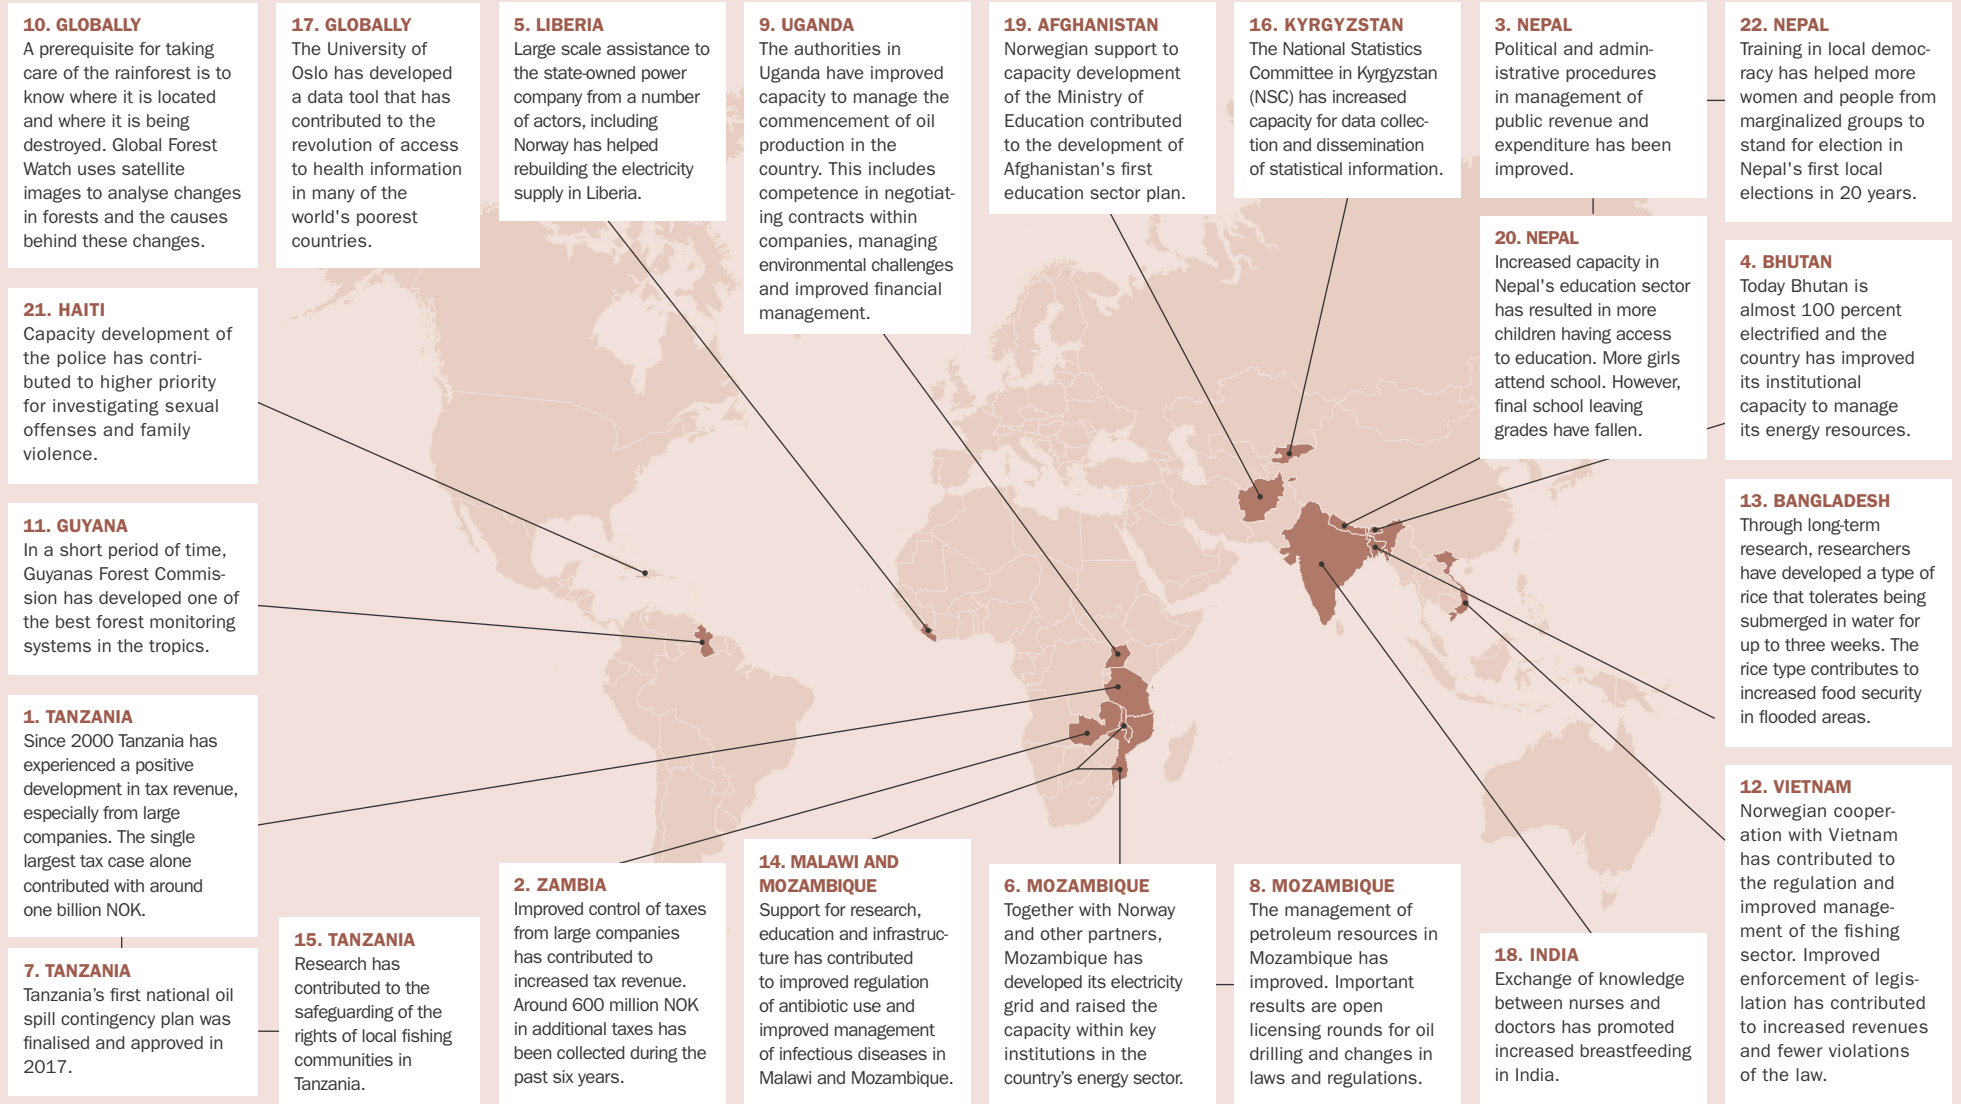 10. GLOBALLY
A prerequisite for taking
care of the rainforest is to
know where it is located
and where it is being
destroyed. Global Forest
Watch uses satellite
images to analyse changes
in forests and the causes
behind these changes.
17. GLOBALLY
The University of
Oslo has developed
a data tool that has
contributed to the
revolution of access
to health information
in many of the
world's poorest
countries.
5. LIBERIA
Large scale assistance to
the state-owned power
company from a number
of actors, including
Norway has helped
rebuilding the electricity
supply in Liberia.
9. UGANDA
The authorities in
Uganda have improved
capacity to manage the
commencement of oil
production in the
country. This includes
competence in negotiat-
ing contracts within
companies, managing
environmental challenges
and improved financial
management.
19. AFGHANISTAN
Norwegian support to
capacity development
of the Ministry of
Education contributed
to the development of
Afghanistan's first
education sector plan.
16. KYRGYZSTAN
The National Statistics
Committee in Kyrgyzstan
(NSC) has increased
capacity for data collec-
tion and dissemination
of statistical information.
3. NEPAL
Political and admin-
istrative procedures
in management of
public revenue and
expenditure has been
improved.
22. NEPAL
Training in local democ-
racy has helped more
women and people from
marginalized groups to
stand for election in
Nepal's first local
elections in 20 years.
20. NEPAL
Increased capacity in
Nepal's education sector
has resulted in more
children having access
to education. More girls
attend school. However,
final school leaving
grades have fallen.
4. BHUTAN
Today Bhutan is
almost 100 percent
electrified and the
country has improved
its institutional
capacity to manage
its energy resources.
21. HAITI
Capacity development of
the police has contri-
buted to higher priority
for investigating sexual
offenses and family
violence.
11. GUYANA
In a short period of time,
Guyanas Forest Commis-
sion has developed one of
the best forest monitoring
systems in the tropics.
13. BANGLADESH
Through long-term
research, researchers
have developed a type of
rice that tolerates being
submerged in water for
up to three weeks. The
rice type contributes to
increased food security
in flooded areas.
1. TANZANIA
Since 2000 Tanzania has
experienced a positive
development in tax revenue,
especially from large
companies. The single
largest tax case alone
contributed with around
one billion NOK.
7. TANZANIA
Tanzania's first national oil
spill contingency plan was
finalised and approved in
2017.
15. TANZANIA
Research has
contributed to the
safeguarding of the
rights of local fishing
communities in
Tanzania.
2. ZAMBIA
Improved control of taxes
from large companies
has contributed to
increased tax revenue.
Around 600 million NOK
in additional taxes has
been collected during the
past six years.
14. MALAWI AND
MOZAMBIQUE
Support for research,
education and infrastruc-
ture has contributed
to improved regulation
of antibiotic use and
improved management
of infectious diseases in
Malawi and Mozambique.
6. MOZAMBIQUE
Together with Norway
and other partners,
Mozambique has
developed its electricity
grid and raised the
capacity within key
institutions in the
country's energy sector.
8. MOZAMBIQUE
The management of
petroleum resources in
Mozambique has
improved. Important
results are open
licensing rounds for oil
drilling and changes in
laws and regulations.
18. INDIA
Exchange of knowledge
between nurses and
doctors has promoted
increased breastfeeding
in India.
12. VIETNAM
Norwegian cooper-
ation with Vietnam
has contributed to
the regulation and
improved manage-
ment of the fishing
sector. Improved
enforcement of legis-
lation has contributed
to increased revenues
and fewer violations
of the law.